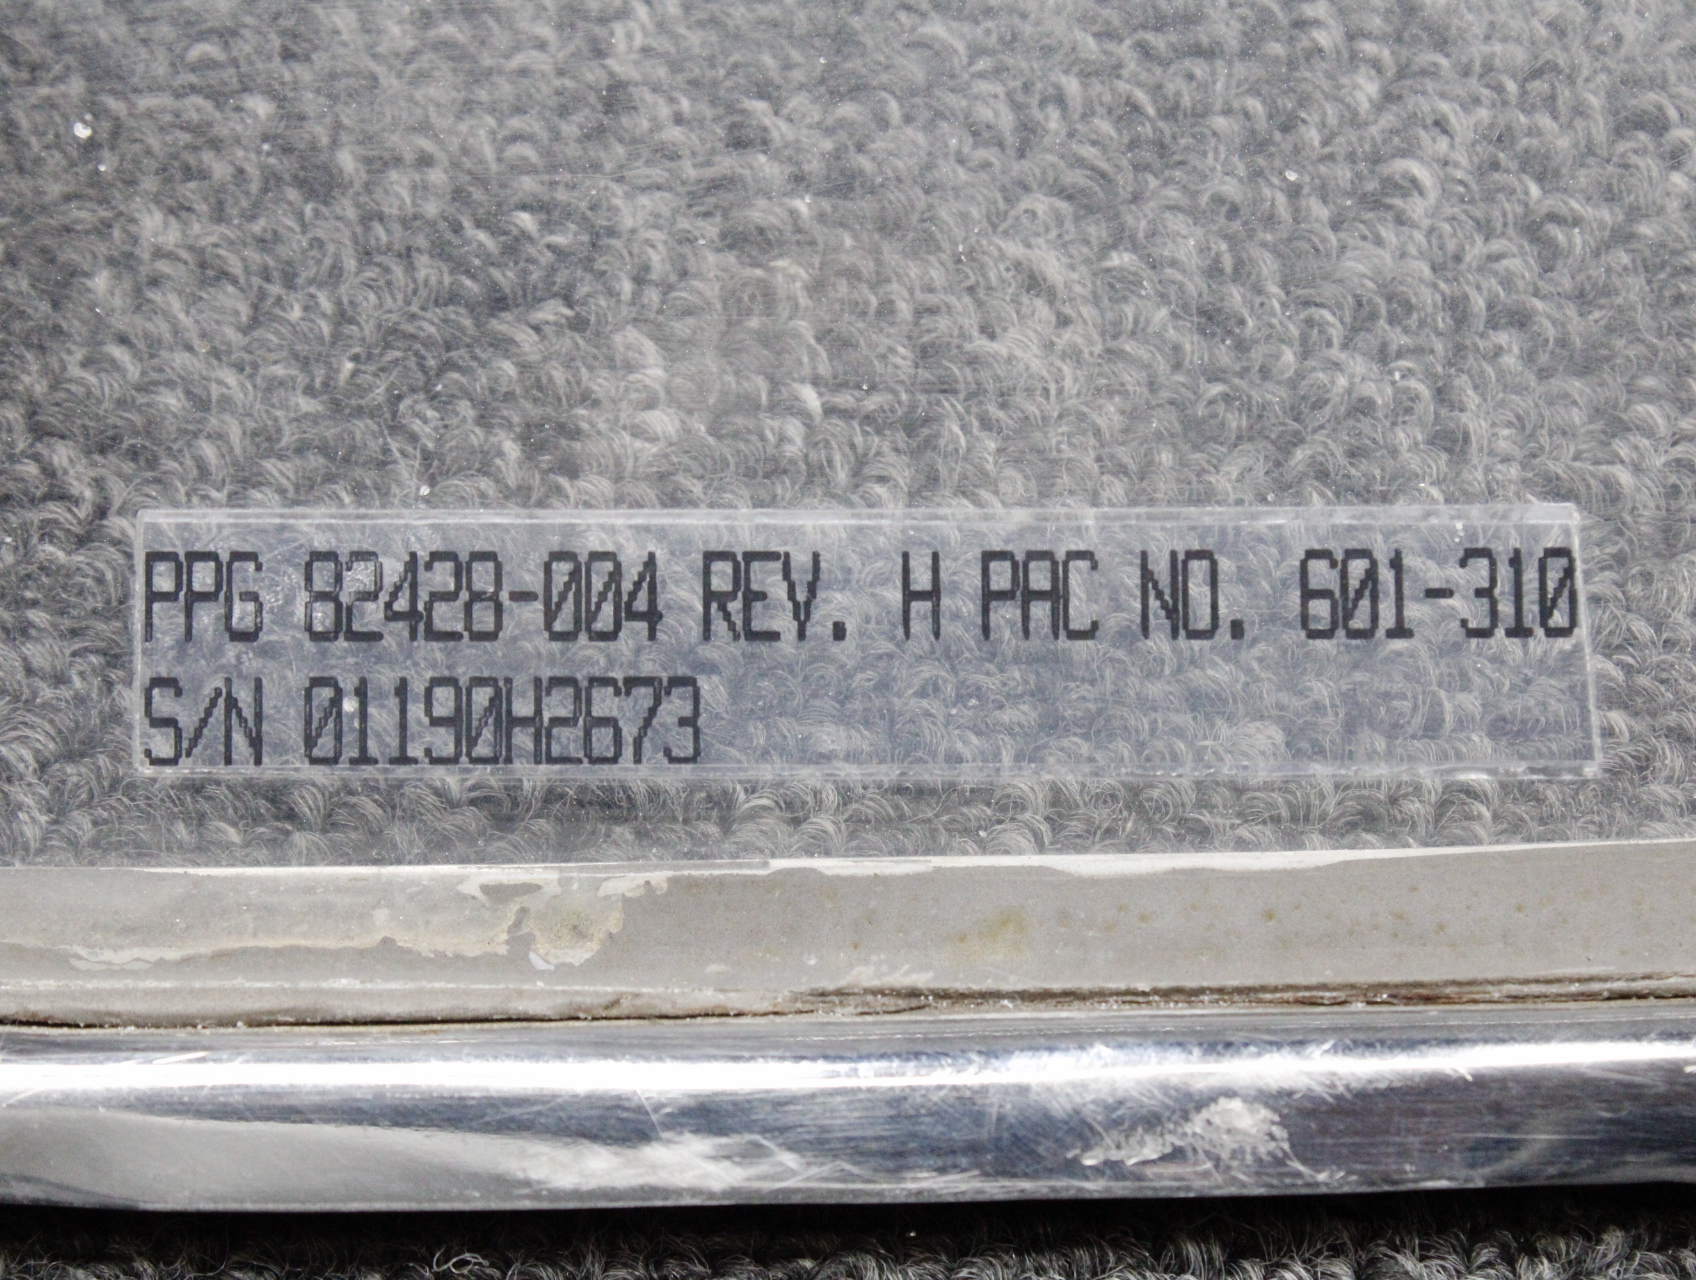 PPG 82428-004 REV. H PAC NO. 601-310
S/N 01190H2673